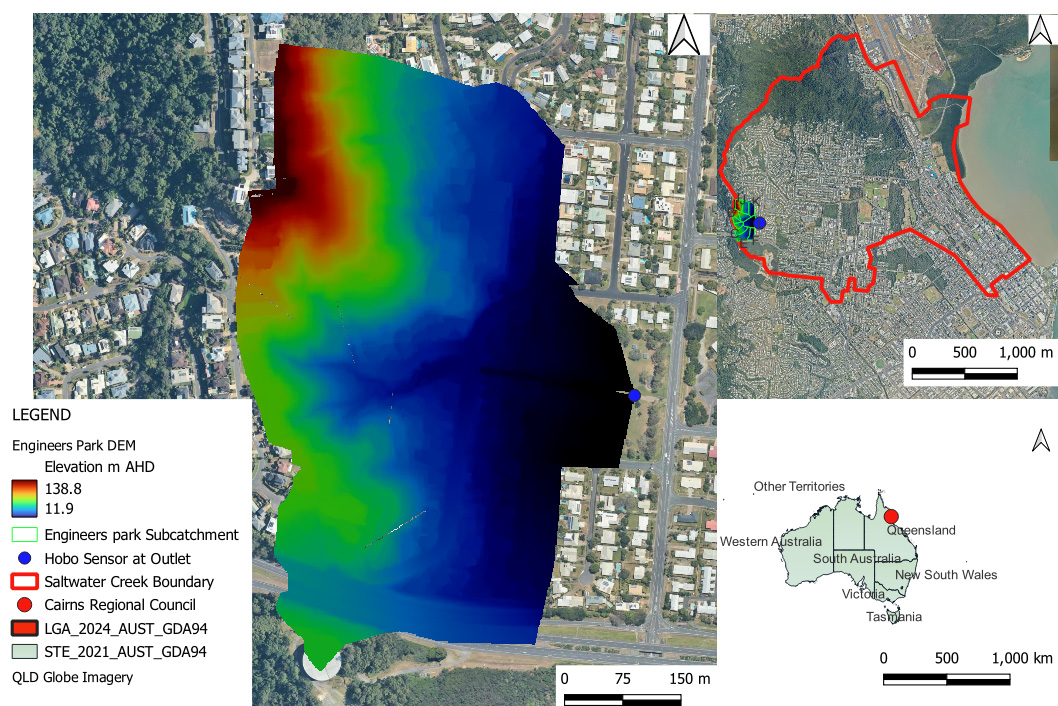 0 500 1,000 m
LEGEND
Engineers Park DEM
Elevation m AHD
138.8
11.9
Engineers park Subcatchment
Hobo Sensor at Outlet
Saltwater Creek Boundary
Cairns Regional Council
LGA_2024_AUST_GDA94
STE_2021_AUST_GDA94
QLD Globe Imagery
0 75 150 m
Other Territories
Queensland
Western Australia
South Australia
New South Wales
Victoria
Tasmania
0 500 1,000 km